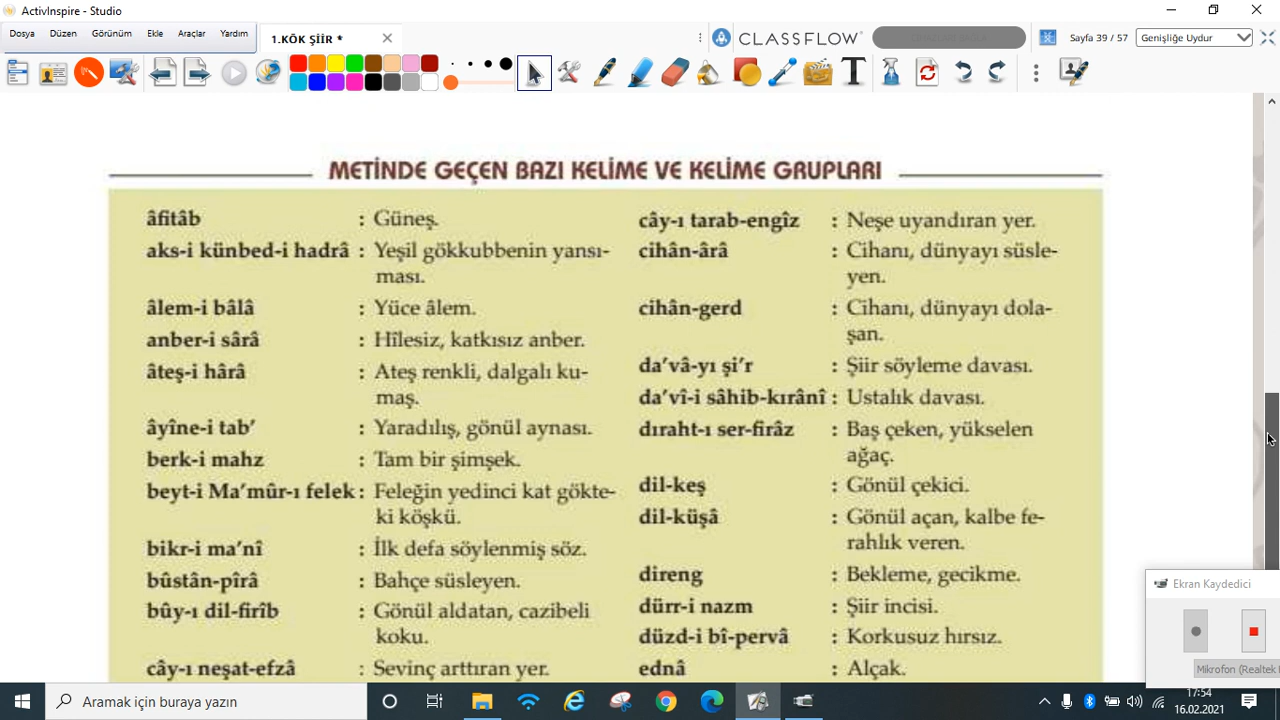 ActivInspire - Studio
Dosya Düzen Görünüm Ekle Araçlar Yardım
1.KÖK ŞİİR *
CLASSFLOW
Sayfa 39 / 57
Genişliğe Uydur
METİNDE GEÇEN BAZI KELİME VE KELİME GRUPLARI
âfitâb : Güneş.
aks-i künbed-i hadrâ : Yeşil gökkubbenin yansı-
ması.
âlem-i bâlâ : Yüce âlem.
anber-i sârâ : Hîlesiz, katkısız anber.
âteş-i hârâ : Ateş renkli, dalgalı ku-
maş.
âyîne-i tab' : Yaradılış, gönül aynası.
berk-i mahz : Tam bir şimşek.
beyt-i Ma'mûr-ı felek : Feleğin yedinci kat gökte-
ki köşkü.
bikr-i ma'nî : İlk defa söylenmiş söz.
bûstân-pîrâ : Bahçe süsleyen.
bûy-ı dil-firîb : Gönül aldatan, cazibeli
koku.
cây-ı neşat-efzâ : Sevinç arttıran yer.
cây-ı tarab-engîz : Neşe uyandıran yer.
cihân-ârâ : Cihanı, dünyayı süsle-
yen.
cihân-gerd : Cihanı, dünyayı dola-
şan.
da'vâ-yı şi'r : Şiir söyleme davası.
da'vî-i sâhib-kırânî : Ustalık davası.
dıraht-ı ser-firâz : Baş çeken, yükselen
ağaç.
dil-keş : Gönül çekici.
dil-küşâ : Gönül açan, kalbe fe-
rahlık veren.
direng : Bekleme, gecikme.
dürr-i nazm : Şiir incisi.
düzd-i bî-pervâ : Korkusuz hırsız.
ednâ : Alçak.
Ekran Kaydedici
Mikrofon (Realtek
Aramak için buraya yazın
17:54
16.02.2021